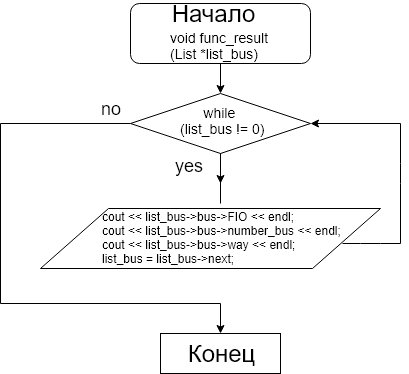 Начало
void func_result
(List *list_bus)
no
while
(list_bus != 0)
yes
cout << list_bus->bus->FIO << endl;
cout << list_bus->bus->number_bus << endl;
cout << list_bus->bus->way << endl;
list_bus = list_bus->next;
Конец